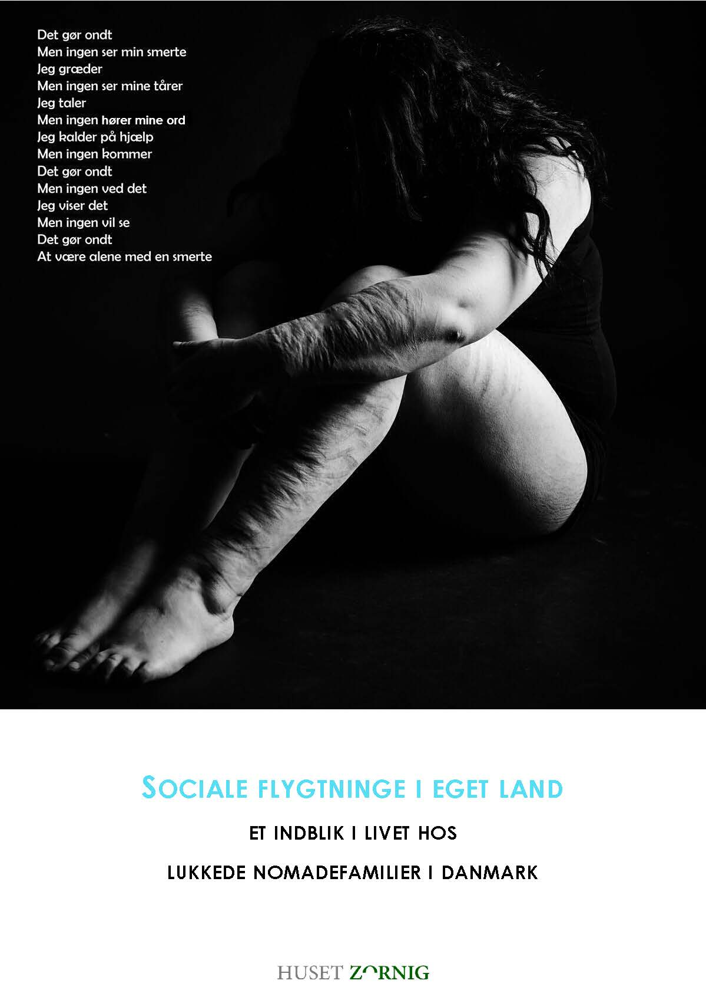 Det gør ondt
Men ingen ser min smerte
Jeg græder
Men ingen ser mine tårer
Jeg taler
Men ingen hører mine ord
Jeg kalder på hjælp
Men ingen kommer
Det gør ondt
Men ingen ved det
Jeg viser det
Men ingen vil se
Det gør ondt
At være alene med en smerte
SOCIALE FLYGTNINGE I EGET LAND
ET INDBLIK I LIVET HOS
LUKKEDE NOMADEFAMILIER I DANMARK
HUSET ZORNIG